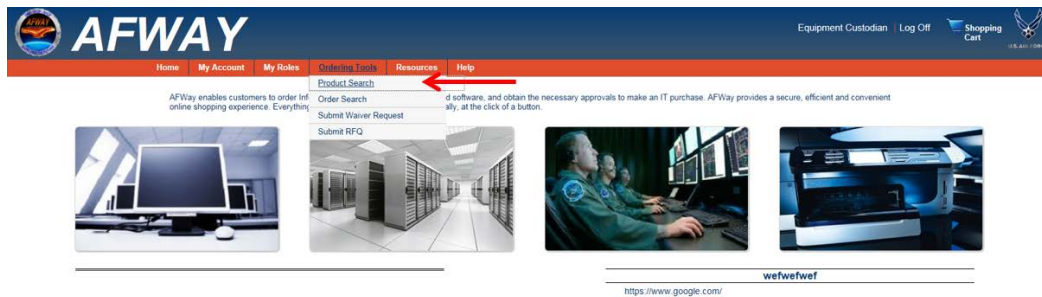 AFWAY
AFWAY
Equipment Custodian | Log Off
Shopping Cart
U.S. AIR FORCE
Home My Account My Roles Ordering Tools Resources Help
Product Search
Order Search
Submit Waiver Request
Submit RFQ
AFWay enables customers to order Inf d software, and obtain the necessary approvals to make an IT purchase. AFWay provides a secure, efficient and convenient
online shopping experience. Everything ally, at the click of a button.
wefwefwef
https://www.google.com/